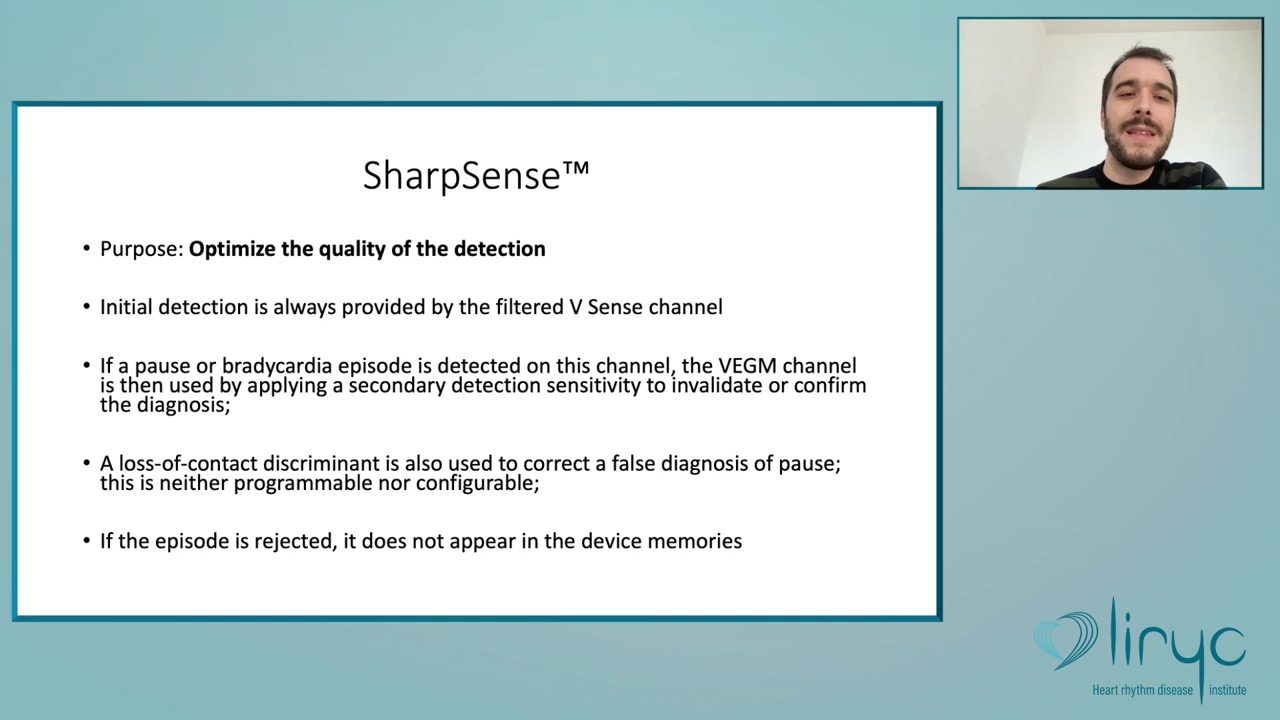 SharpSense™
• Purpose: Optimize the quality of the detection
• Initial detection is always provided by the filtered V Sense channel
• If a pause or bradycardia episode is detected on this channel, the VEGM channel
is then used by applying a secondary detection sensitivity to invalidate or confirm
the diagnosis;
• A loss-of-contact discriminant is also used to correct a false diagnosis of pause;
this is neither programmable nor configurable;
• If the episode is rejected, it does not appear in the device memories
liryc
Heart rhythm disease institute